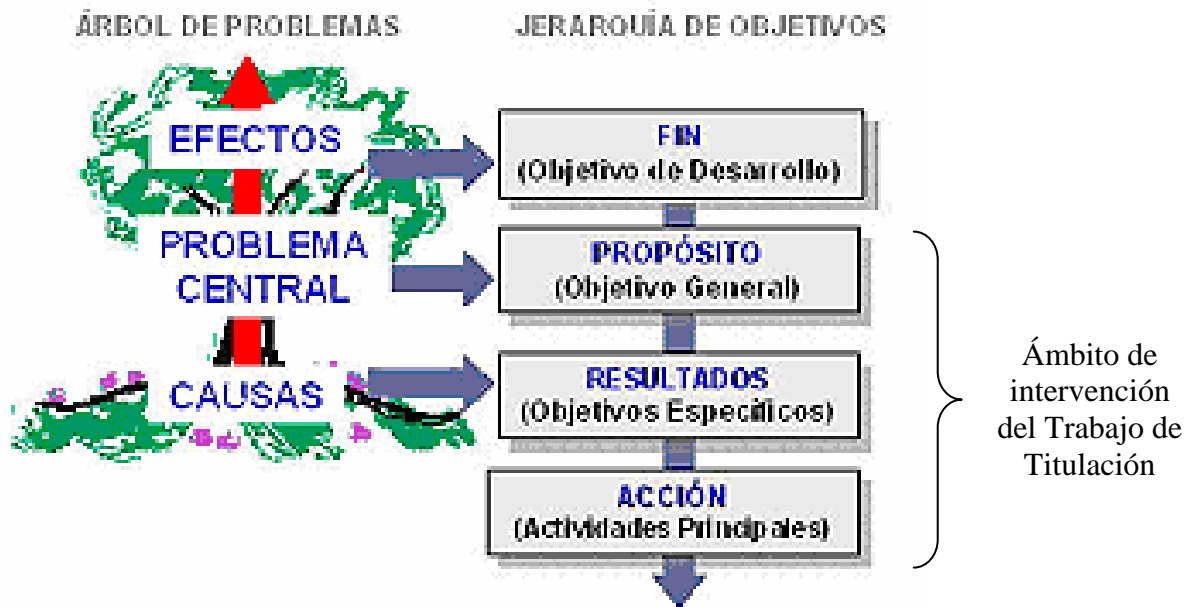 ÁRBOL DE PROBLEMAS
EFECTOS
PROBLEMA
CENTRAL
CAUSAS
JERARQUÍA DE OBJETIVOS
FIN
(Objetivo de Desarrollo)
PROPÓSITO
(Objetivo General)
RESULTADOS
(Objetivos Específicos)
ACCIÓN
(Actividades Principales)
Ámbito de
intervención
del Trabajo de
Titulación